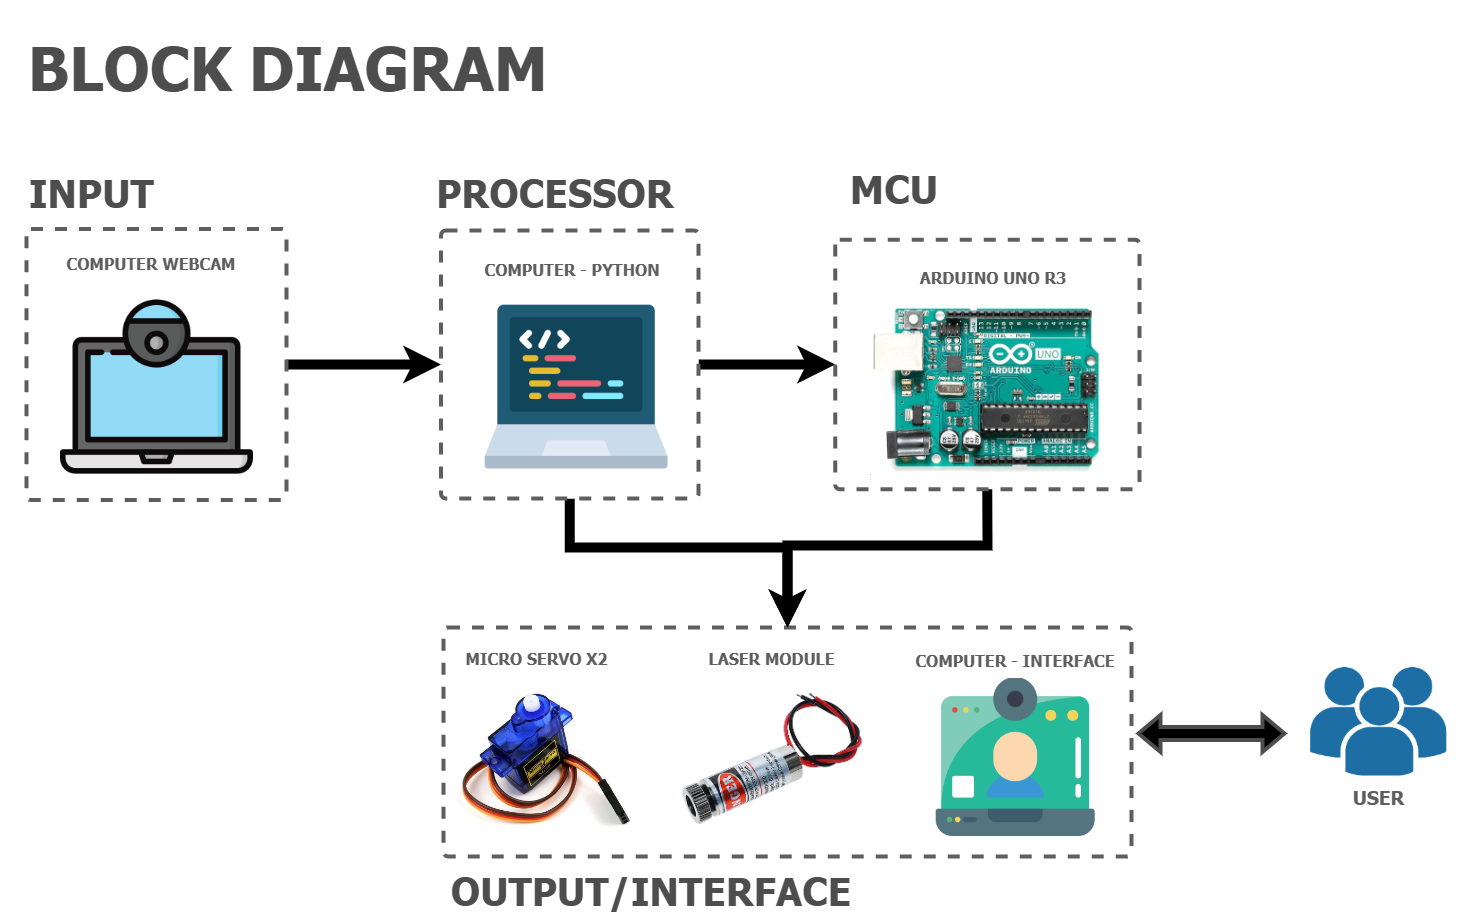 BLOCK DIAGRAM
INPUT
PROCESSOR
MCU
COMPUTER WEBCAM
COMPUTER - PYTHON
ARDUINO UNO R3
</>
UNO
ARDUINO
MICRO SERVO X2
LASER MODULE
COMPUTER - INTERFACE
USER
OUTPUT/INTERFACE